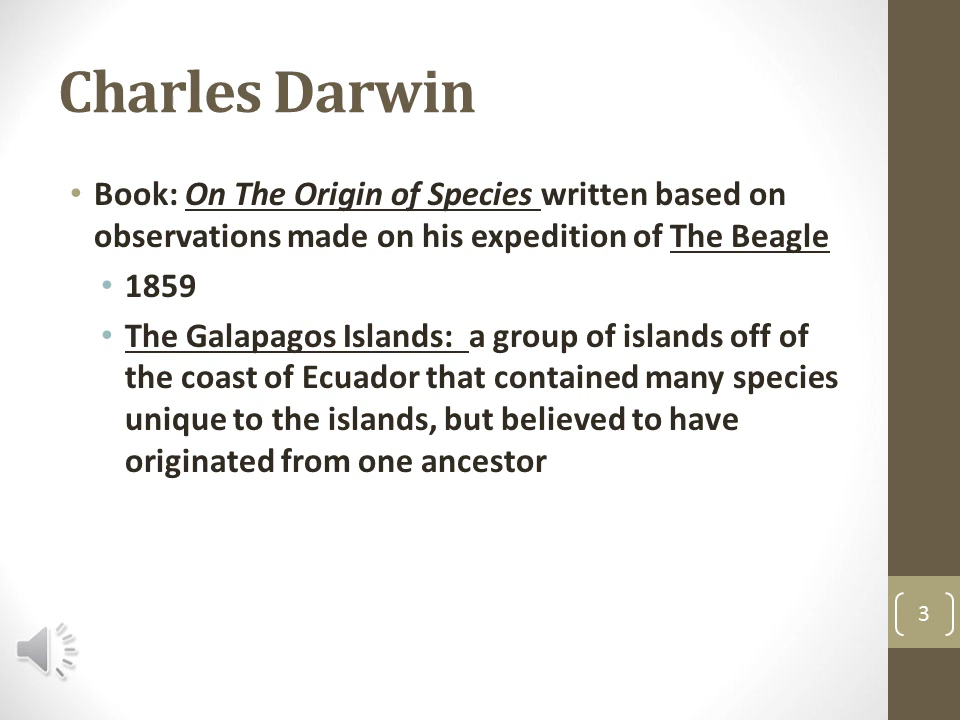 Charles Darwin
• Book: On The Origin of Species written based on
observations made on his expedition of The Beagle
• 1859
• The Galapagos Islands: a group of islands off of
the coast of Ecuador that contained many species
unique to the islands, but believed to have
originated from one ancestor
3